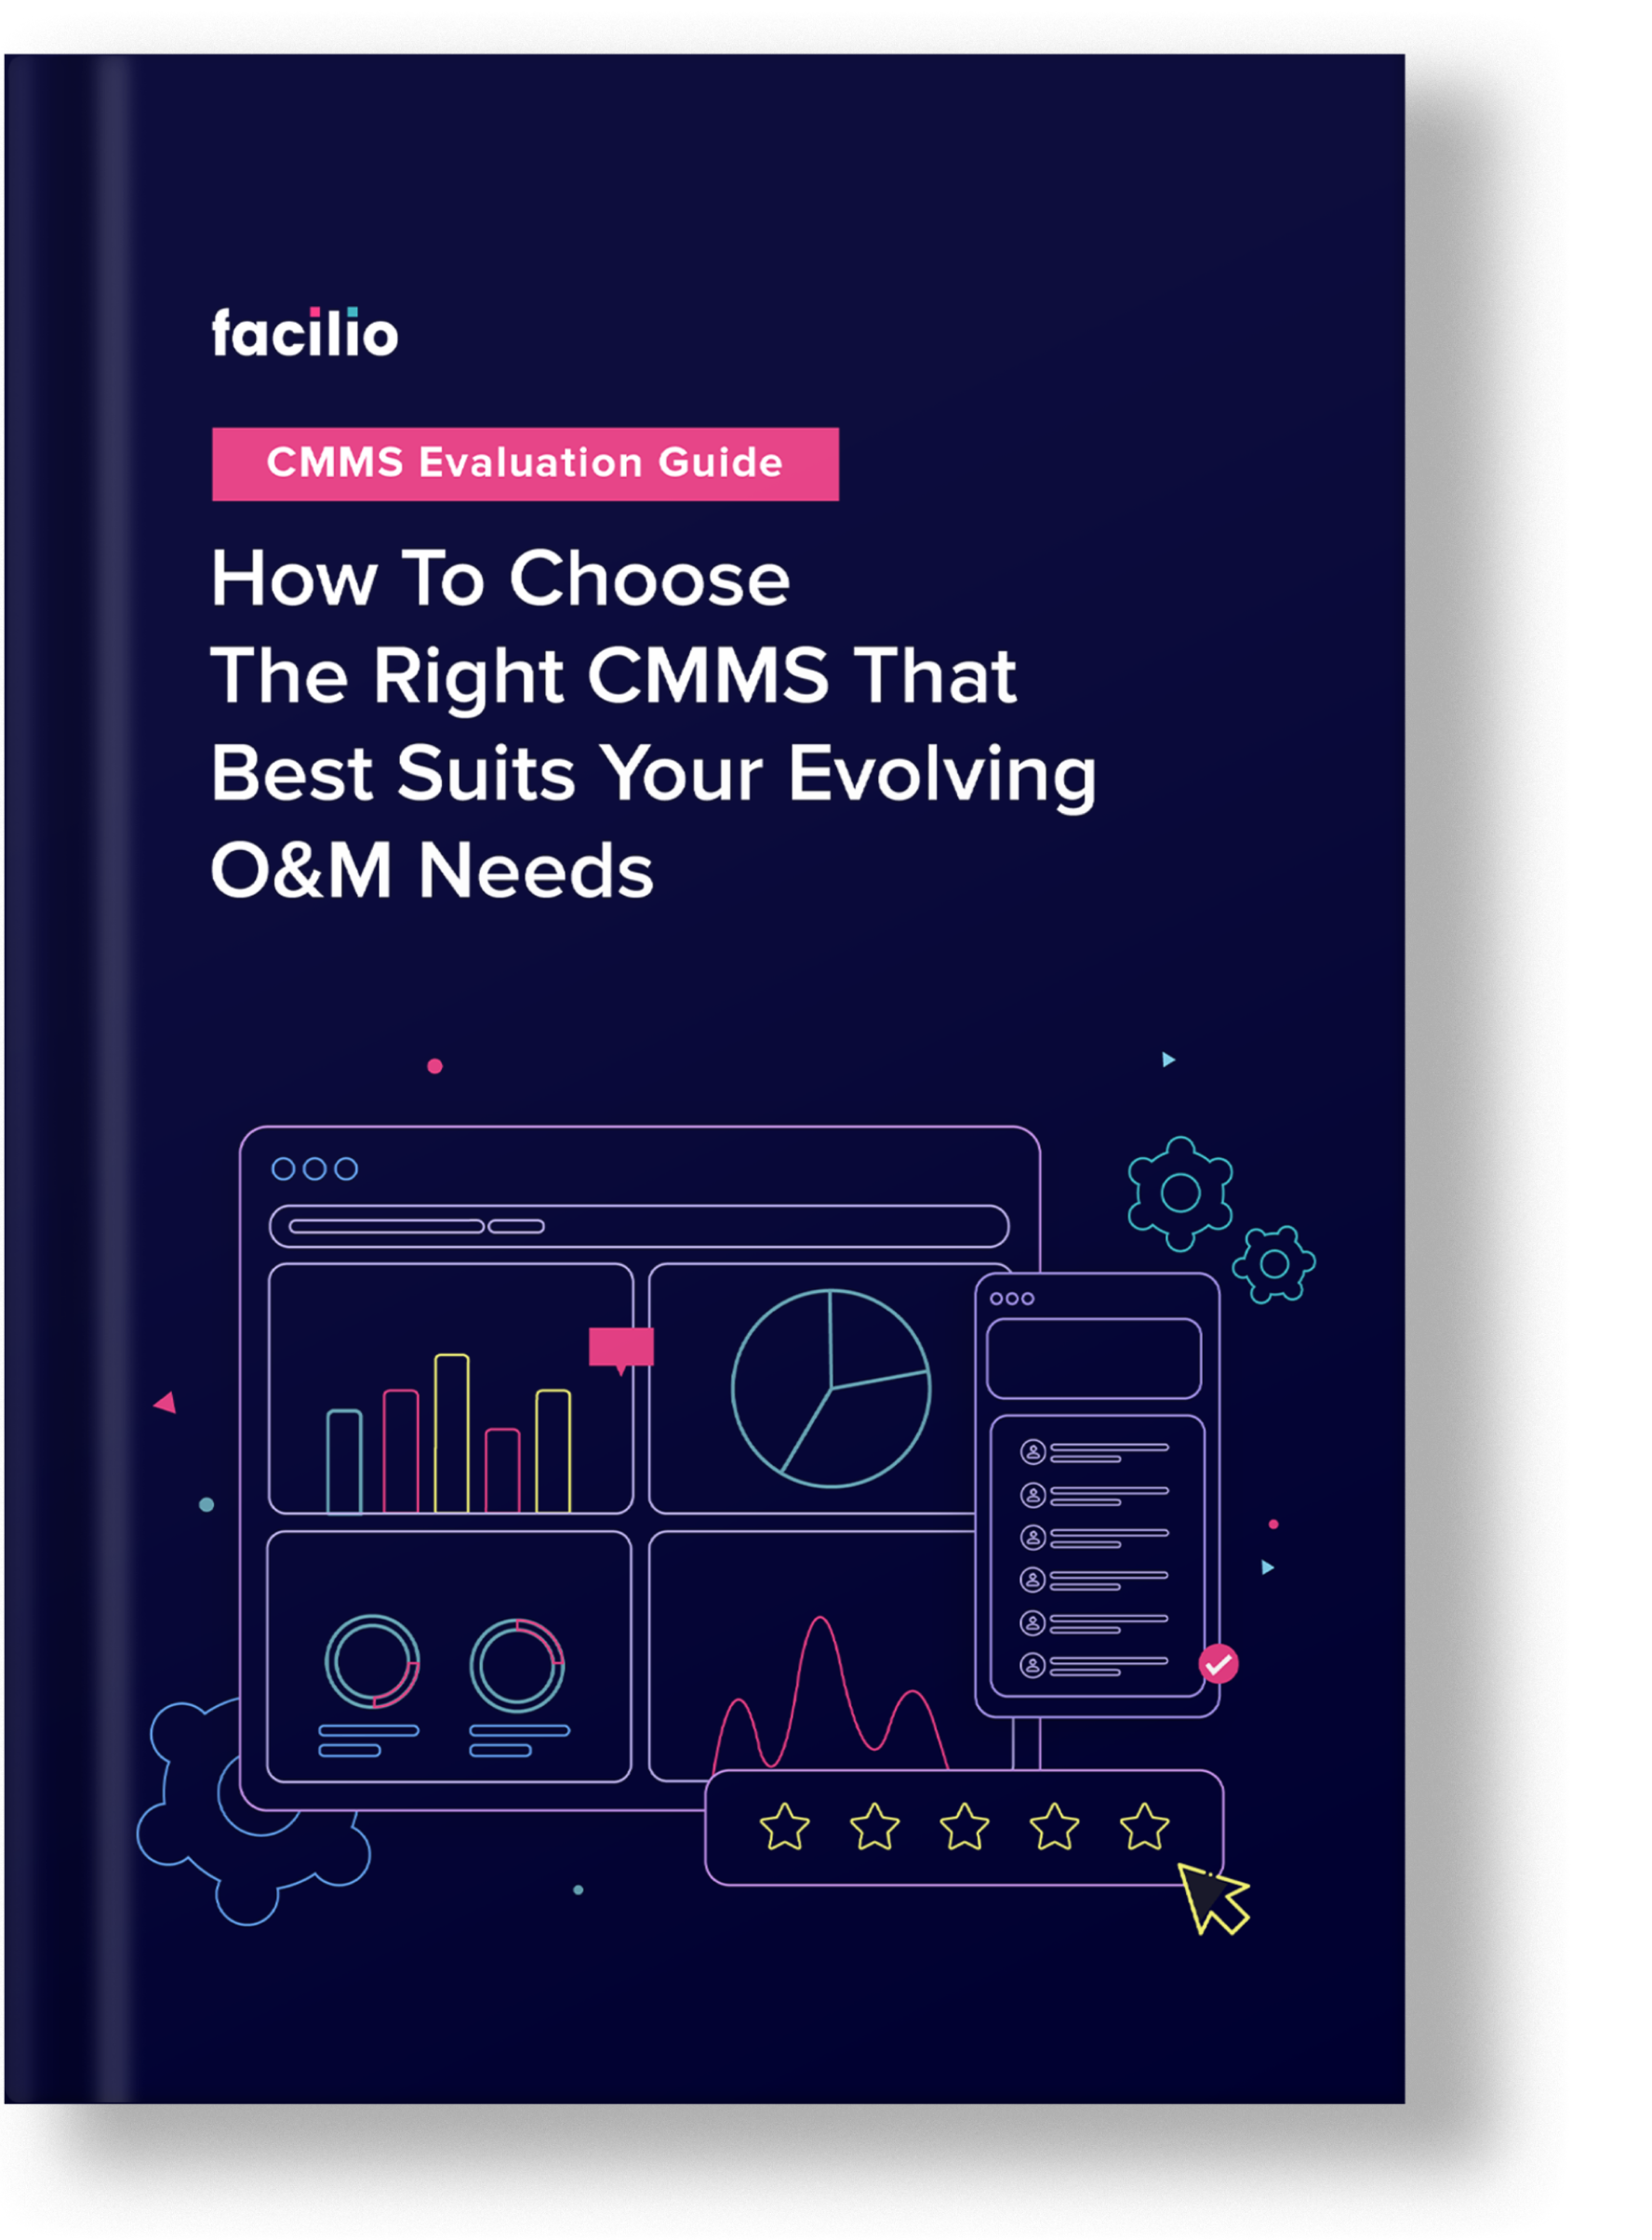 facilio
CMMS Evaluation Guide
How To Choose
The Right CMMS That
Best Suits Your Evolving
O&M Needs